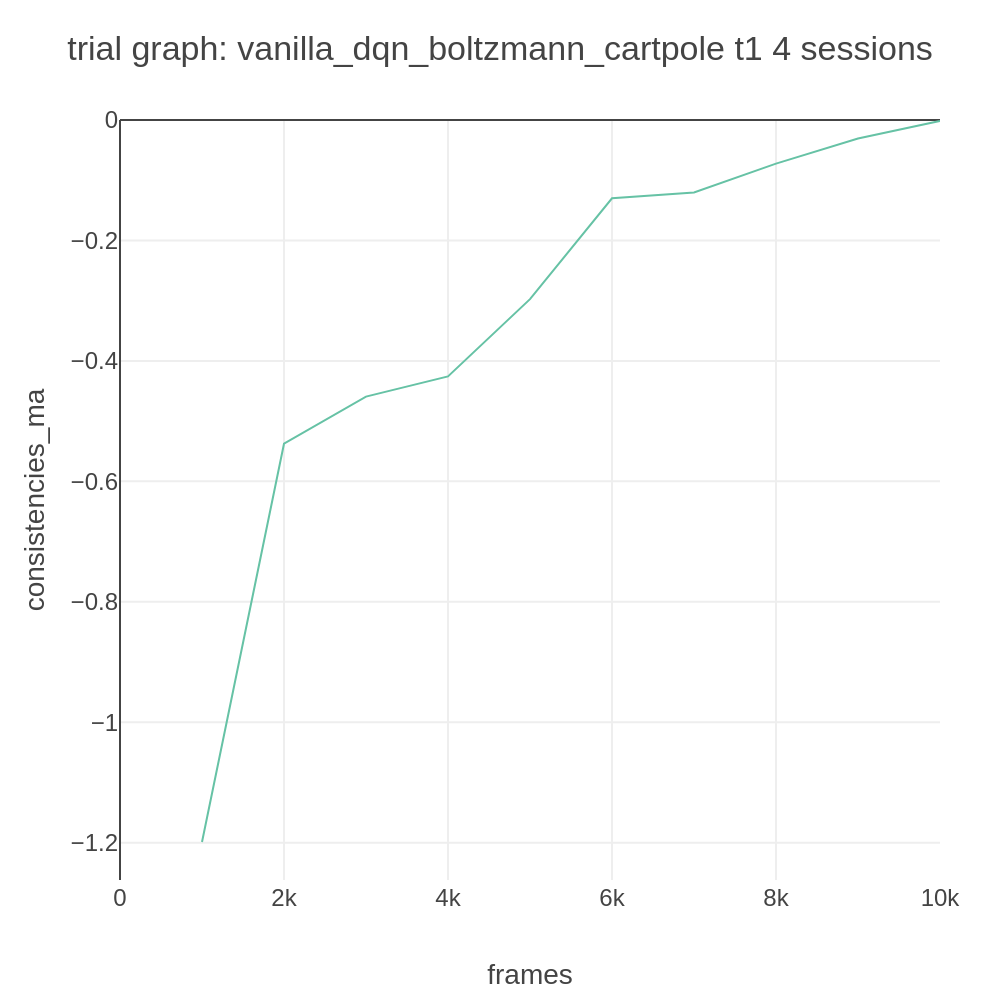 trial graph: vanilla_dqn_boltzmann_cartpole t1 4 sessions
0
−0.2
−0.4
−0.6
−0.8
−1
−1.2
consistencies_ma
0 2k 4k 6k 8k 10k
frames